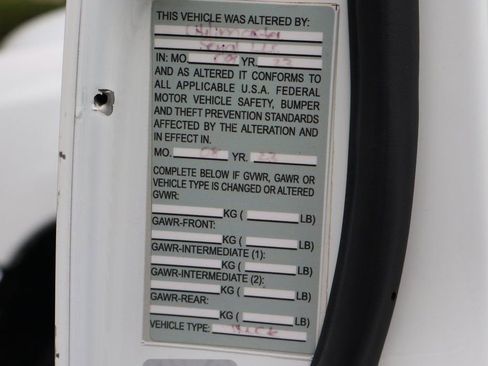 THIS VEHICLE WAS ALTERED BY:
IN: MO. YR. 22
AND AS ALTERED IT CONFORMS TO
ALL APPLICABLE U.S.A. FEDERAL
MOTOR VEHICLE SAFETY, BUMPER
AND THEFT PREVENTION STANDARDS
AFFECTED BY THE ALTERATION AND
IN EFFECT IN.
MO. YR. 22
COMPLETE BELOW IF GVWR, GAWR OR
VEHICLE TYPE IS CHANGED OR ALTERED
GVWR:
KG ( LB)
GAWR-FRONT:
KG ( LB)
GAWR-INTERMEDIATE (1):
KG ( LB)
GAWR-INTERMEDIATE (2):
KG ( LB)
GAWR-REAR:
KG ( LB)
VEHICLE TYPE: TRUCK